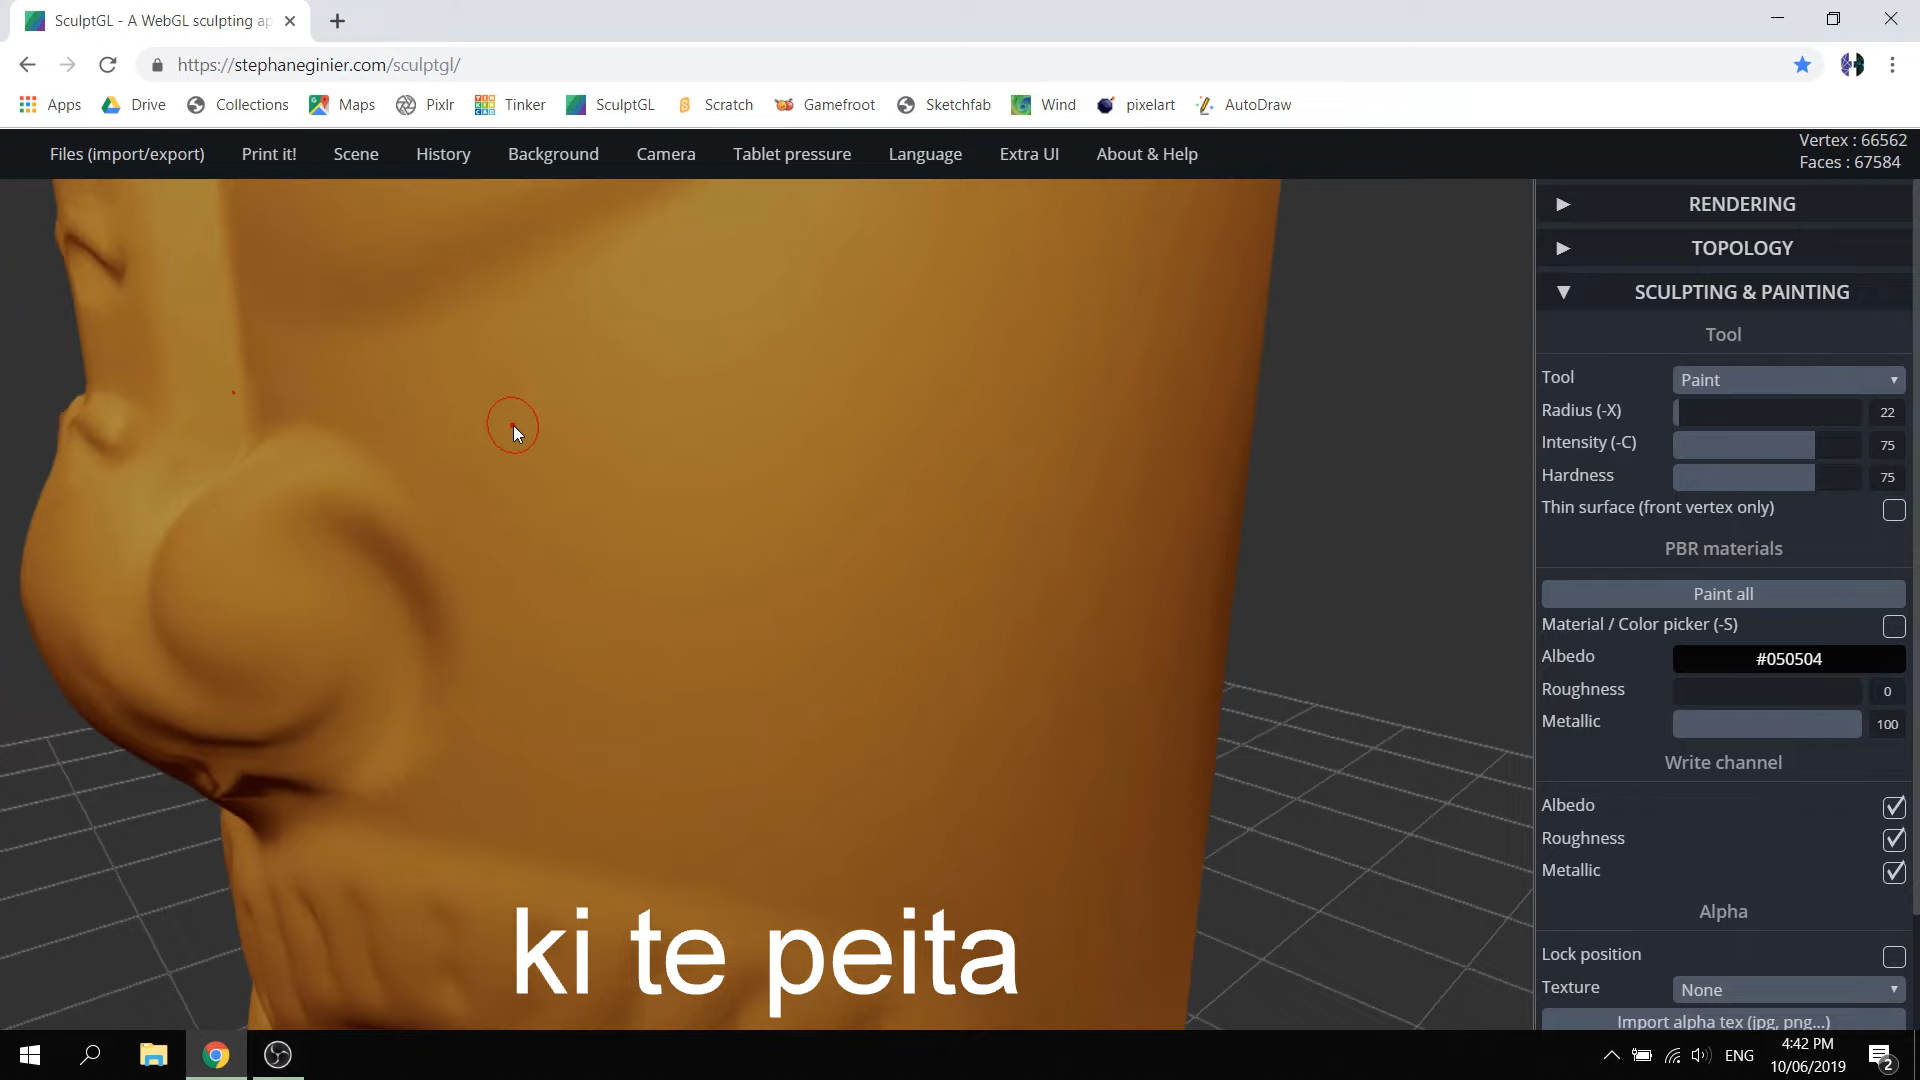 SculptGL - A WebGL sculpting ap
https://stephaneginier.com/sculptgl/
Apps Drive Collections Maps Pixlr Tinker SculptGL Scratch Gamefroot Sketchfab Wind pixelart AutoDraw
Files (import/export) Print it! Scene History Background Camera Tablet pressure Language Extra UI About & Help
Vertex : 66562
Faces : 67584
RENDERING
TOPOLOGY
SCULPTING & PAINTING
Tool
Tool Paint
Radius (-X) 22
Intensity (-C) 75
Hardness 75
Thin surface (front vertex only)
PBR materials
Paint all
Material / Color picker (-S)
Albedo #050504
Roughness 0
Metallic 100
Write channel
Albedo
Roughness
Metallic
Alpha
Lock position
Texture None
Import alpha tex (jpg, png...)
ki te peita
ENG
4:42 PM
10/06/2019
2